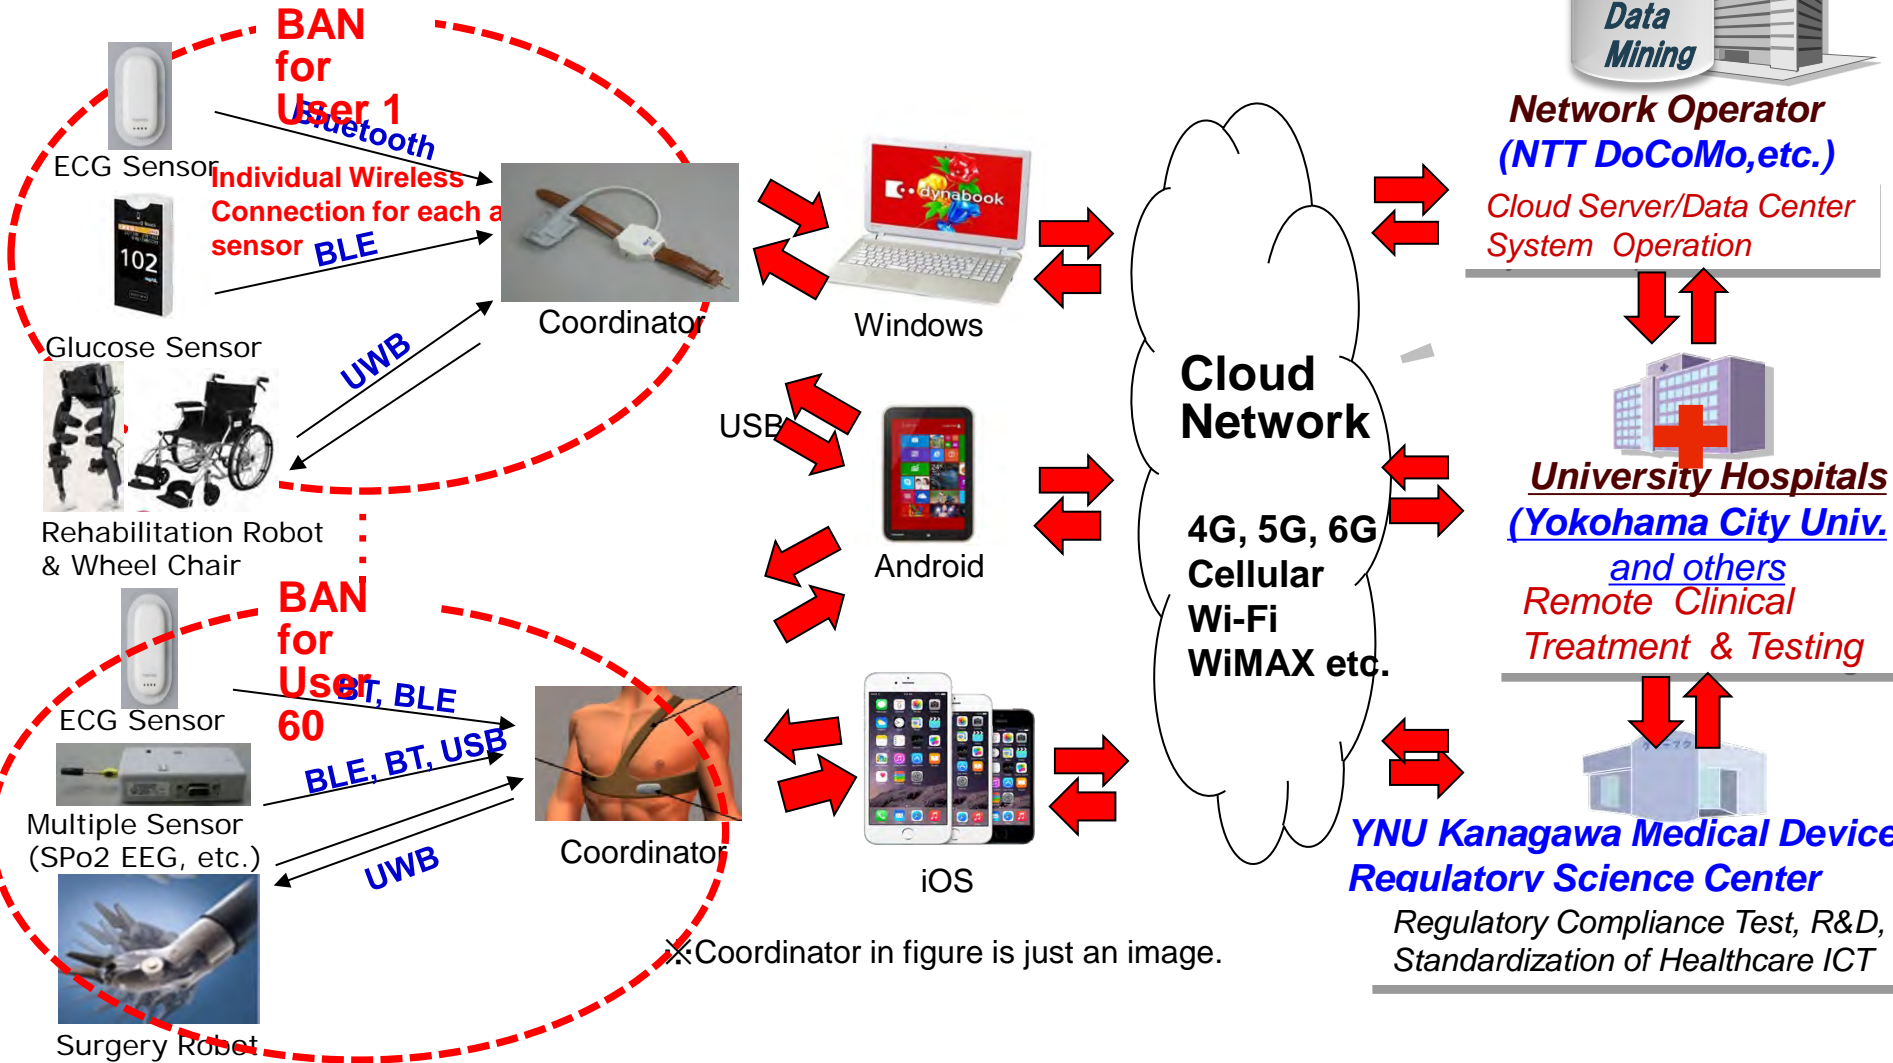 BAN
for
User 1
Bluetooth
ECG Sensor
Individual Wireless
Connection for each a
sensor
BLE
102
Glucose Sensor
UWB
Rehabilitation Robot
& Wheel Chair
Coordinator
BAN
for
User
60
BT, BLE
ECG Sensor
BLE, BT, USB
Multiple Sensor
(SPo2 EEG, etc.)
UWB
Surgery Robot
Coordinator
dynabook
Windows
USB
Android
iOS
※Coordinator in figure is just an image.
Cloud
Network
4G, 5G, 6G
Cellular
Wi-Fi
WiMAX etc.
Data
Mining
Network Operator
(NTT DoCoMo,etc.)
Cloud Server/Data Center
System Operation
University Hospitals
(Yokohama City Univ.
and others
Remote Clinical
Treatment & Testing
YNU Kanagawa Medical Device
Regulatory Science Center
Regulatory Compliance Test, R&D,
Standardization of Healthcare ICT